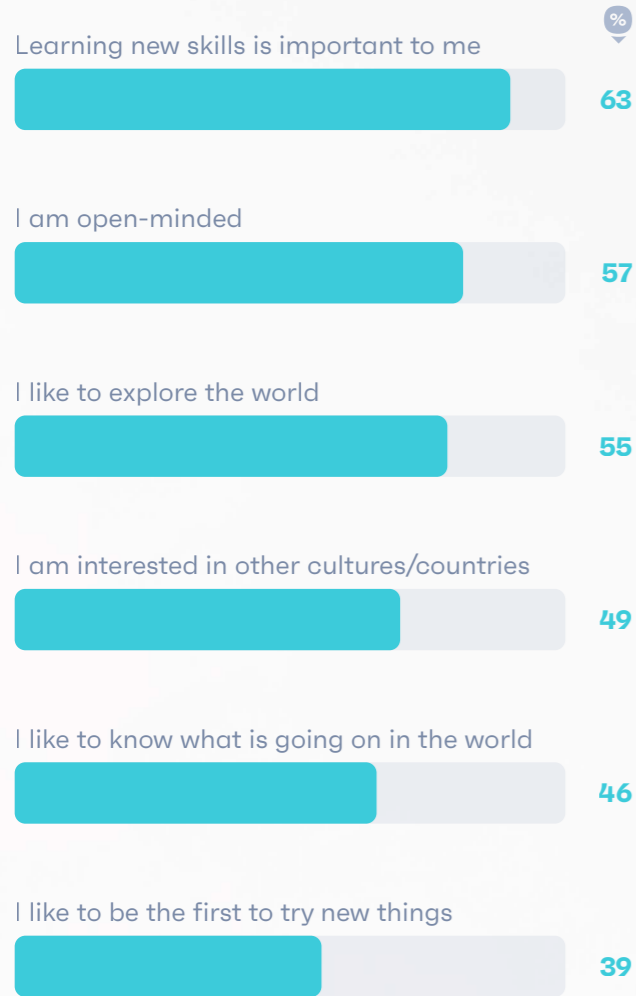 %
Learning new skills is important to me
63
I am open-minded
57
I like to explore the world
55
I am interested in other cultures/countries
49
I like to know what is going on in the world
46
I like to be the first to try new things
39